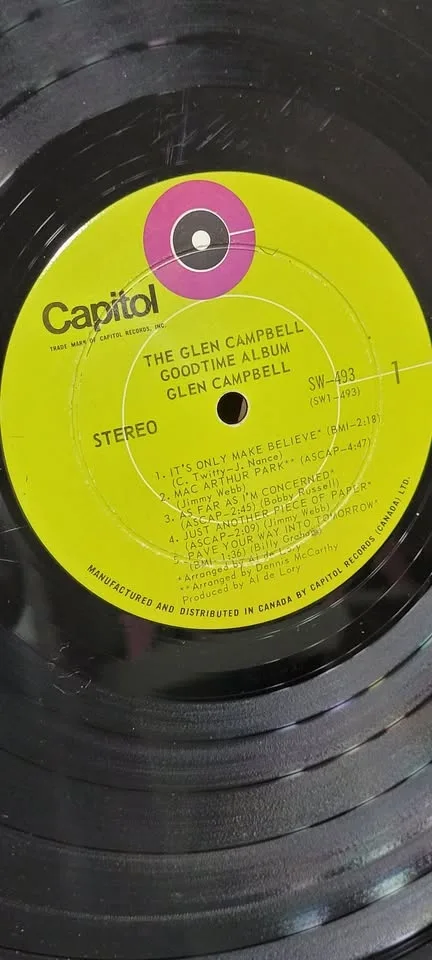 Capitol
TRADE MARK OF CAPITOL RECORDS, INC.
THE GLEN CAMPBELL
GOODTIME ALBUM
GLEN CAMPBELL
STEREO
SW-493
(SW1-493)
1
1. IT'S ONLY MAKE BELIEVE* (BMI-2:18)
(C. Twitty-J. Nance)
2. MAC ARTHUR PARK** (ASCAP-4:47)
(Jimmy Webb)
3. AS FAR AS I'M CONCERNED*
(ASCAP-2:45) (Bobby Russell)
4. JUST ANOTHER PIECE OF PAPER*
(ASCAP-2:09) (Jimmy Webb)
5. PAVE YOUR WAY INTO TOMORROW*
(BMI-1:36) (Billy Graham)
*Arranged by Al de Lory
**Arranged by Dennis McCarthy
Produced by Al de Lory
MANUFACTURED AND DISTRIBUTED IN CANADA BY CAPITOL RECORDS (CANADA) LTD.